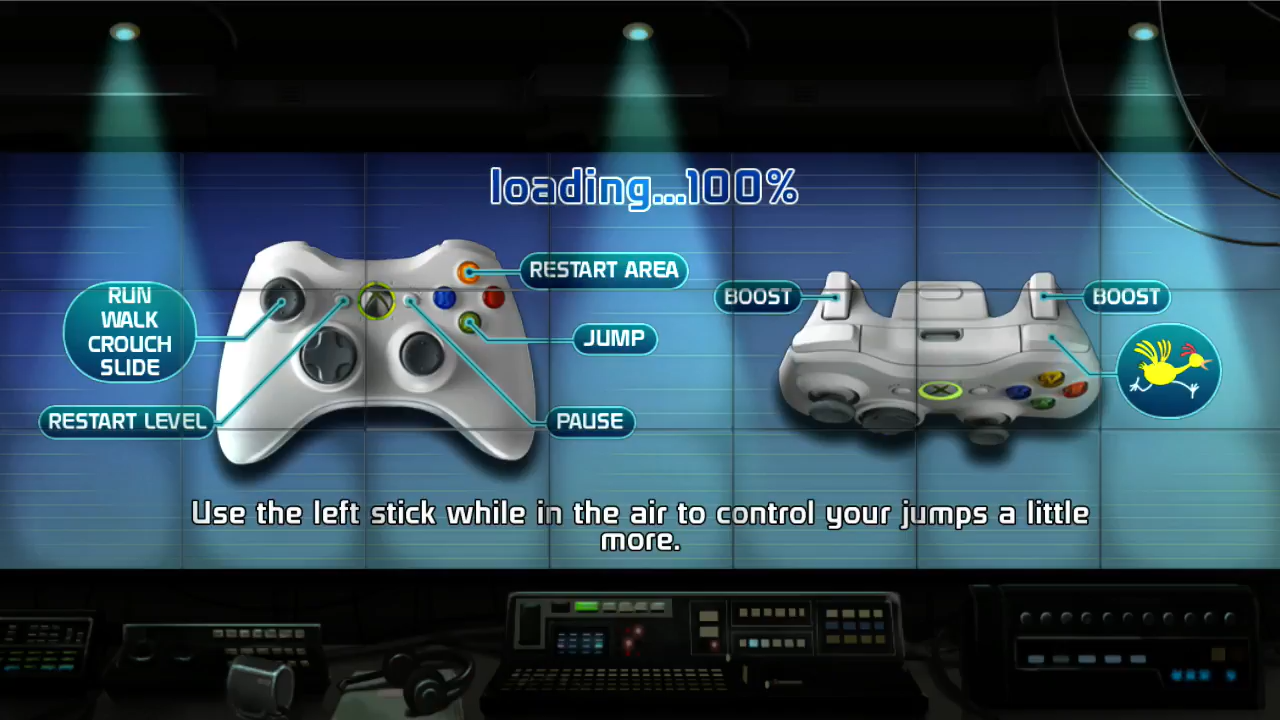 loading...100%
RESTART AREA
RUN
WALK
CROUCH
SLIDE
BOOST
BOOST
JUMP
RESTART LEVEL
PAUSE
Use the left stick while in the air to control your jumps a little
more.